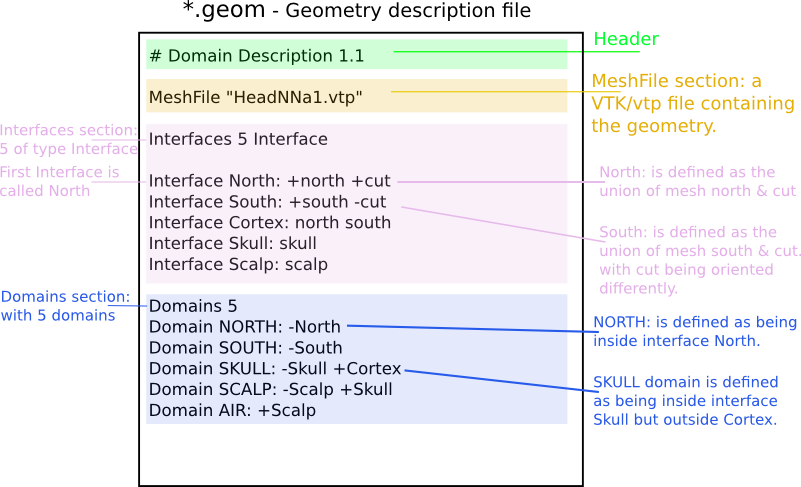 *.geom - Geometry description file
Header
# Domain Description 1.1
MeshFile section: a
VTK/vtp file containing
the geometry.
MeshFile "HeadNNa1.vtp"
Interfaces section:
5 of type Interface
Interfaces 5 Interface
First Interface is
called North
Interface North: +north +cut
Interface South: +south -cut
Interface Cortex: north south
Interface Skull: skull
Interface Scalp: scalp
North: is defined as the
union of mesh north & cut
South: is defined as the
union of mesh south & cut.
with cut being oriented
differently.
Domains section:
with 5 domains
Domains 5
Domain NORTH: -North
Domain SOUTH: -South
Domain SKULL: -Skull +Cortex
Domain SCALP: -Scalp +Skull
Domain AIR: +Scalp
NORTH: is defined as being
inside interface North.
SKULL domain is defined
as being inside interface
Skull but outside Cortex.